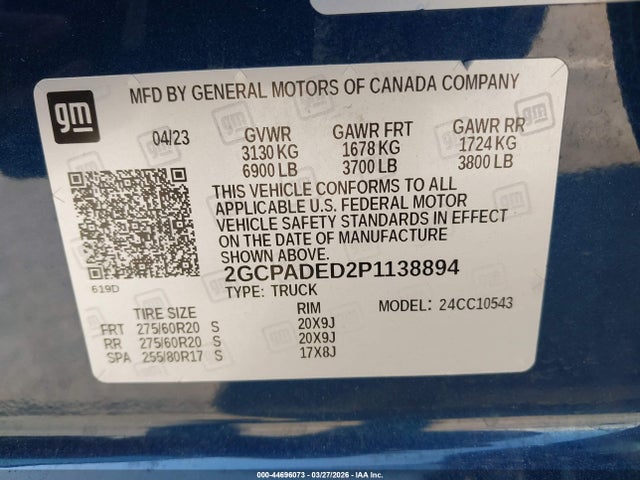 gm
MFD BY GENERAL MOTORS OF CANADA COMPANY
04/23
GVWR
3130 KG
6900 LB
GAWR FRT
1678 KG
3700 LB
GAWR RR
1724 KG
3800 LB
THIS VEHICLE CONFORMS TO ALL
APPLICABLE U.S. FEDERAL MOTOR
VEHICLE SAFETY STANDARDS IN EFFECT
ON THE DATE OF MANUFACTURE
SHOWN ABOVE.
2GCPADED2P1138894
TYPE: TRUCK
MODEL: 24CC10543
619D
TIRE SIZE RIM
FRT 275/60R20 S 20X9J
RR 275/60R20 S 20X9J
SPA 255/80R17 S 17X8J
000-44696073 - 03/27/2026 - IAA Inc.